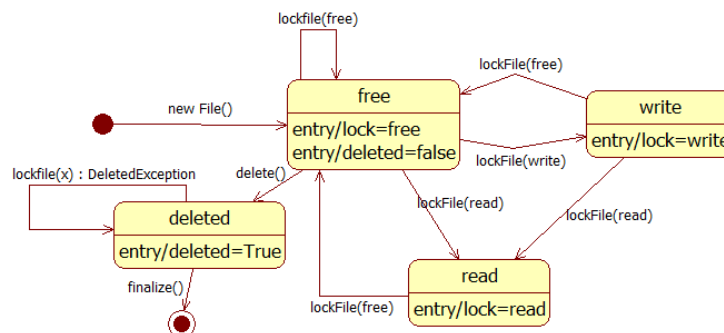 lockfile(free)
lockFile(free)
free
new File()
write
entry/lock=free
entry/lock=write
entry/deleted=false
lockFile(write)
lockfile(x) : DeletedException
delete()
lockFile(read)
lockFile(read)
deleted
entry/deleted=True
read
finalize()
lockFile(free)
entry/lock=read